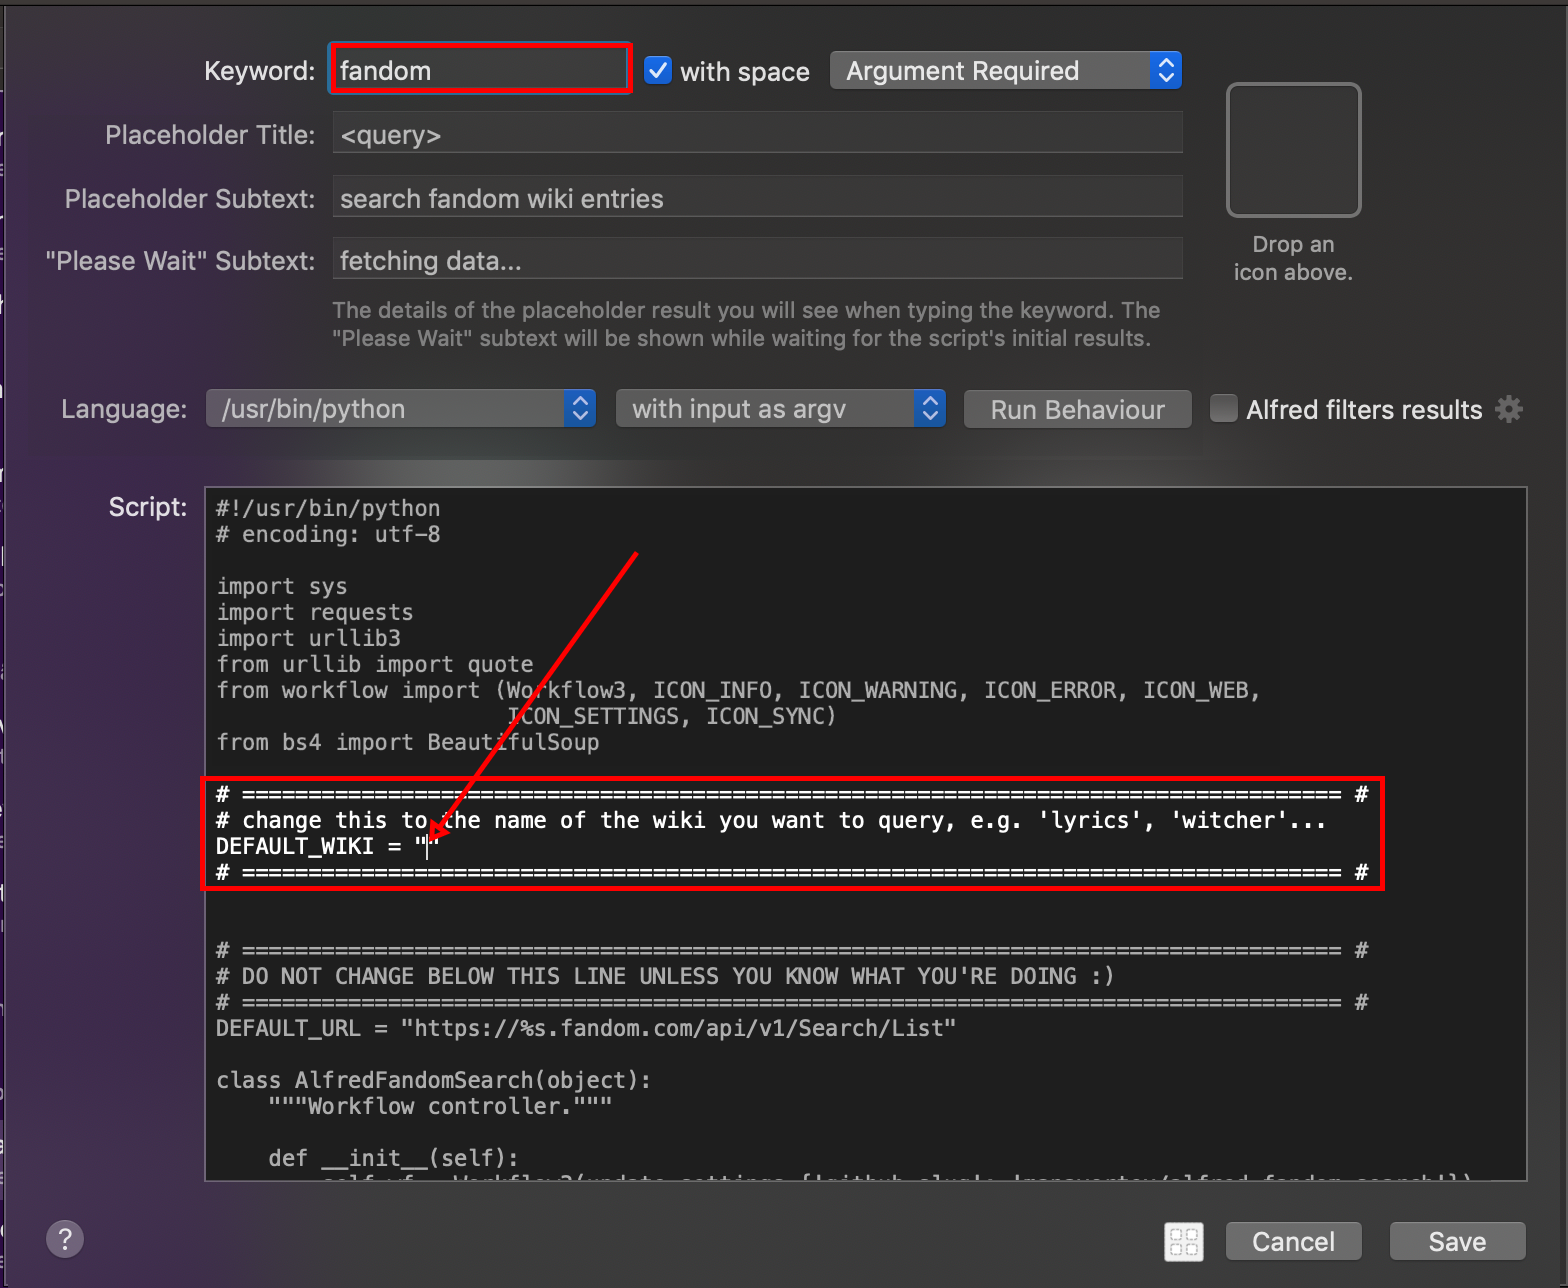 Keyword: fandom with space Argument Required
Placeholder Title: <query>
Placeholder Subtext: search fandom wiki entries
"Please Wait" Subtext: fetching data...
Drop an
icon above.
The details of the placeholder result you will see when typing the keyword. The
"Please Wait" subtext will be shown while waiting for the script's initial results.
Language: /usr/bin/python with input as argv Run Behaviour Alfred filters results
Script:
#!/usr/bin/python
# encoding: utf-8
import sys
import requests
import urllib3
from urllib import quote
from workflow import (Workflow3, ICON_INFO, ICON_WARNING, ICON_ERROR, ICON_WEB,
ICON_SETTINGS, ICON_SYNC)
from bs4 import BeautifulSoup
# =================================================================================== #
# change this to the name of the wiki you want to query, e.g. 'lyrics', 'witcher'...
DEFAULT_WIKI = ""
# =================================================================================== #
# =================================================================================== #
# DO NOT CHANGE BELOW THIS LINE UNLESS YOU KNOW WHAT YOU'RE DOING :)
# =================================================================================== #
DEFAULT_URL = "https://%s.fandom.com/api/v1/Search/List"
class AlfredFandomSearch(object):
"""Workflow controller."""
def __init__(self):
?
Cancel
Save